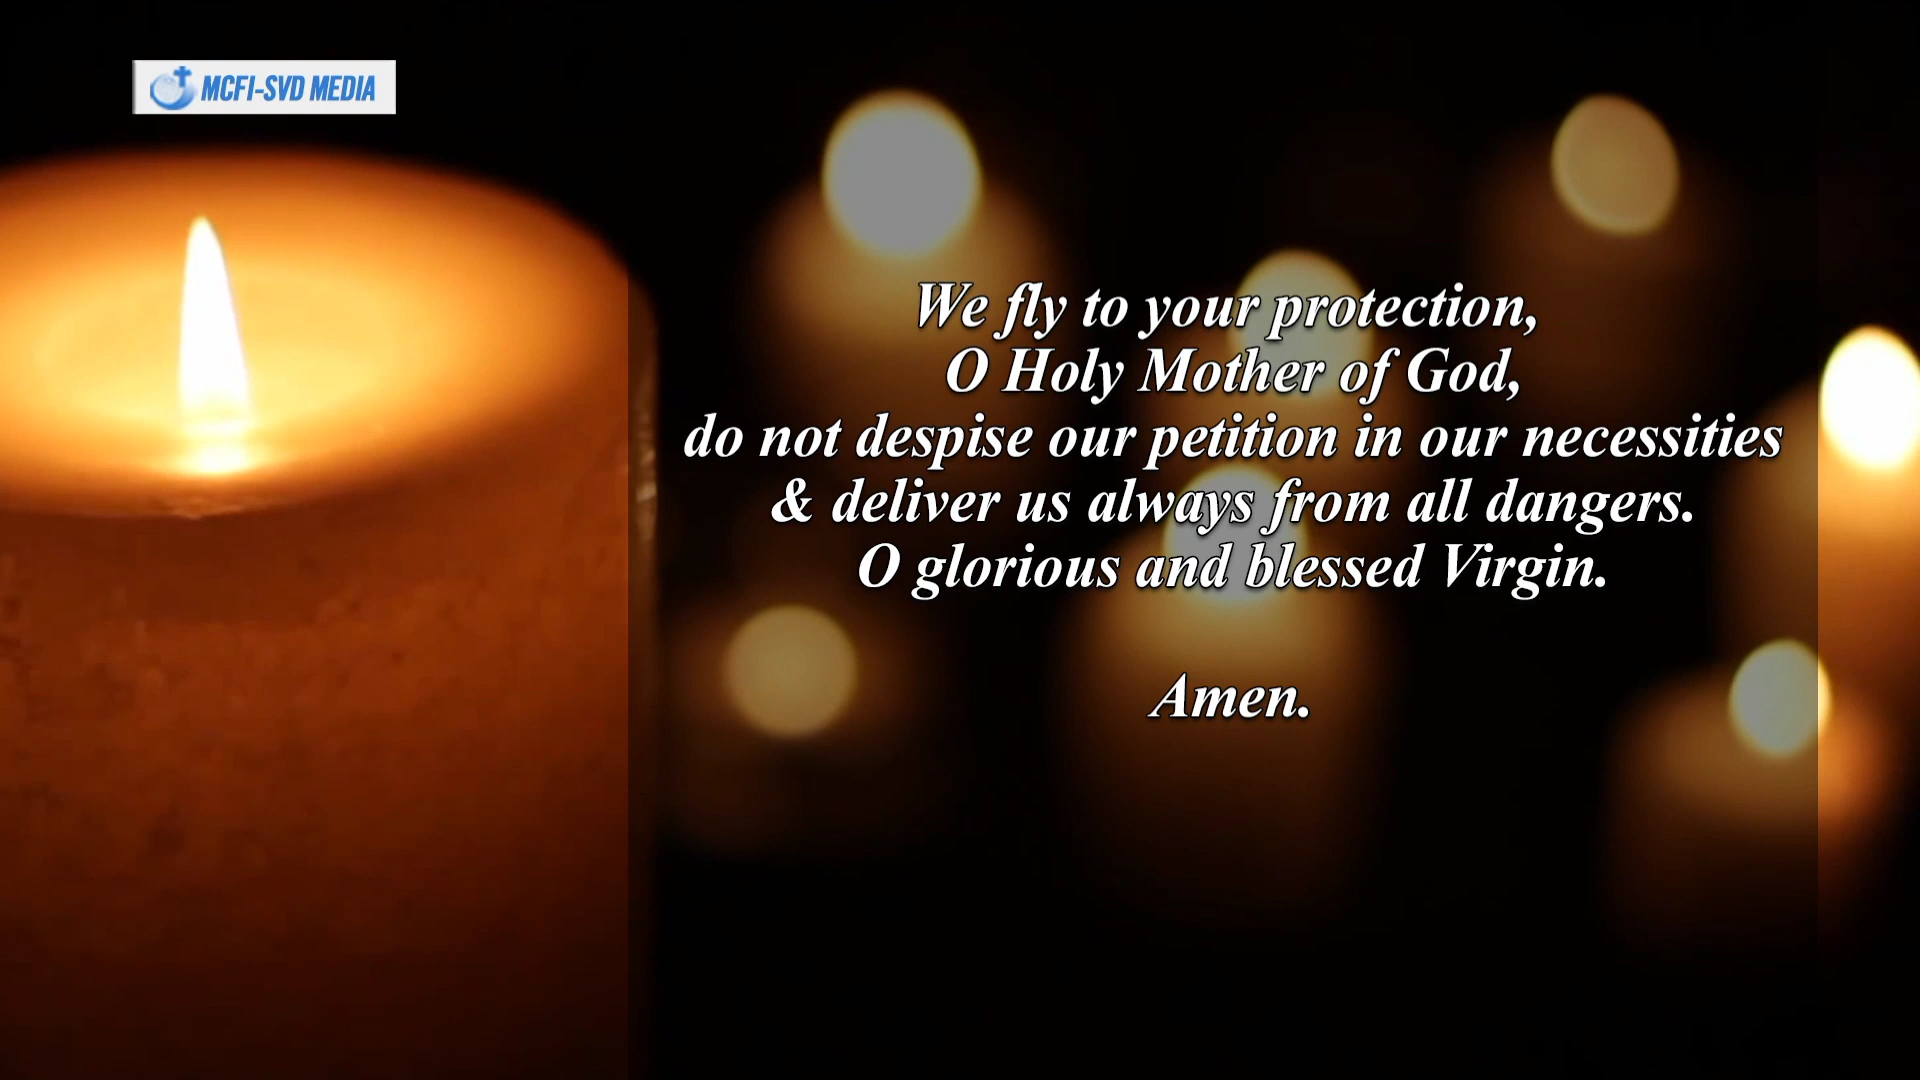 MCFI-SVD MEDIA
We fly to your protection,
O Holy Mother of God,
do not despise our petition in our necessities
& deliver us always from all dangers.
O glorious and blessed Virgin.
Amen.